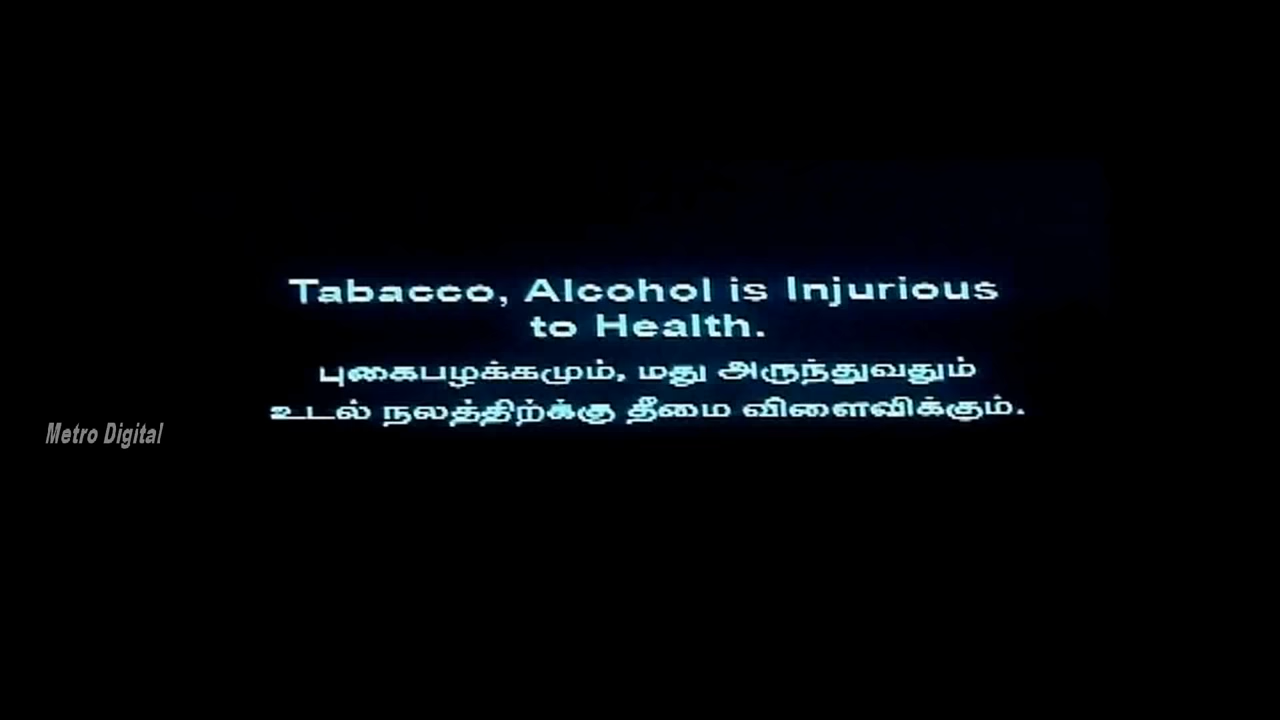 Tabacco, Alcohol is Injurious
to Health.
புகைபழக்கமும், மது அருந்துவதும்
உடல் நலத்திற்க்கு தீமை விளைவிக்கும்.
Metro Digital